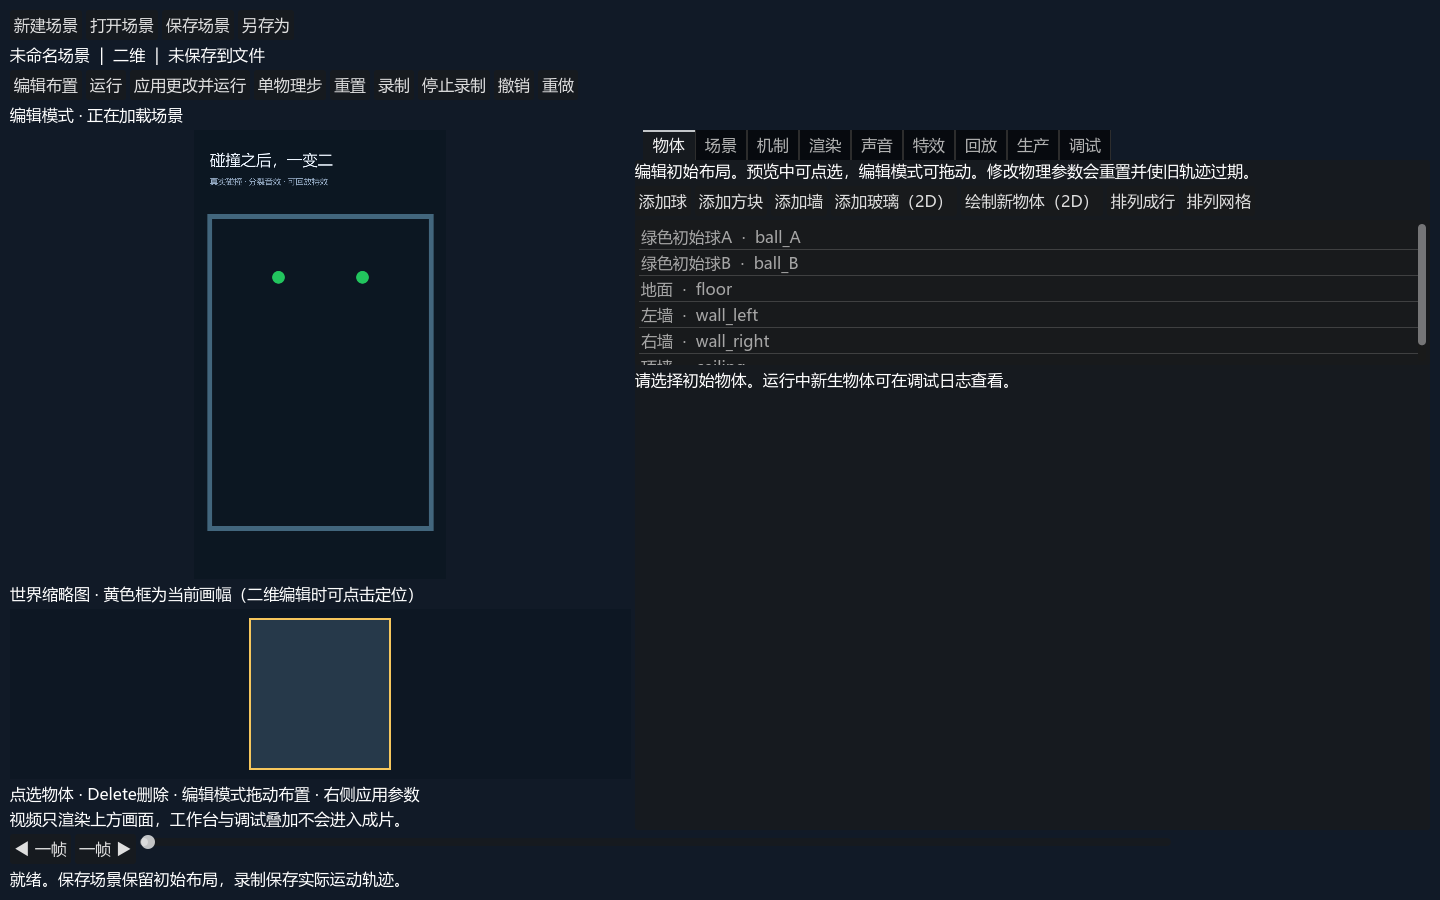 新建场景 打开场景 保存场景 另存为
未命名场景 | 二维 | 未保存到文件
编辑布置 运行 应用更改并运行 单物理步 重置 录制 停止录制 撤销 重做
编辑模式 · 正在加载场景
碰撞之后，一变二
真实碰撞 · 分裂音效 · 可回放特效
物体 场景 机制 渲染 声音 特效 回放 生产 调试
编辑初始布局。预览中可点选，编辑模式可拖动。修改物理参数会重置并使旧轨迹过期。
添加球 添加方块 添加墙 添加玻璃（2D） 绘制新物体（2D） 排列成行 排列网格
绿色初始球A · ball_A
绿色初始球B · ball_B
地面 · floor
左墙 · wall_left
右墙 · wall_right
请选择初始物体。运行中新生物体可在调试日志查看。
世界缩略图 · 黄色框为当前画幅（二维编辑时可点击定位）
点选物体 · Delete删除 · 编辑模式拖动布置 · 右侧应用参数
视频只渲染上方画面，工作台与调试叠加不会进入成片。
◀ 一帧 一帧 ▶
就绪。保存场景保留初始布局，录制保存实际运动轨迹。